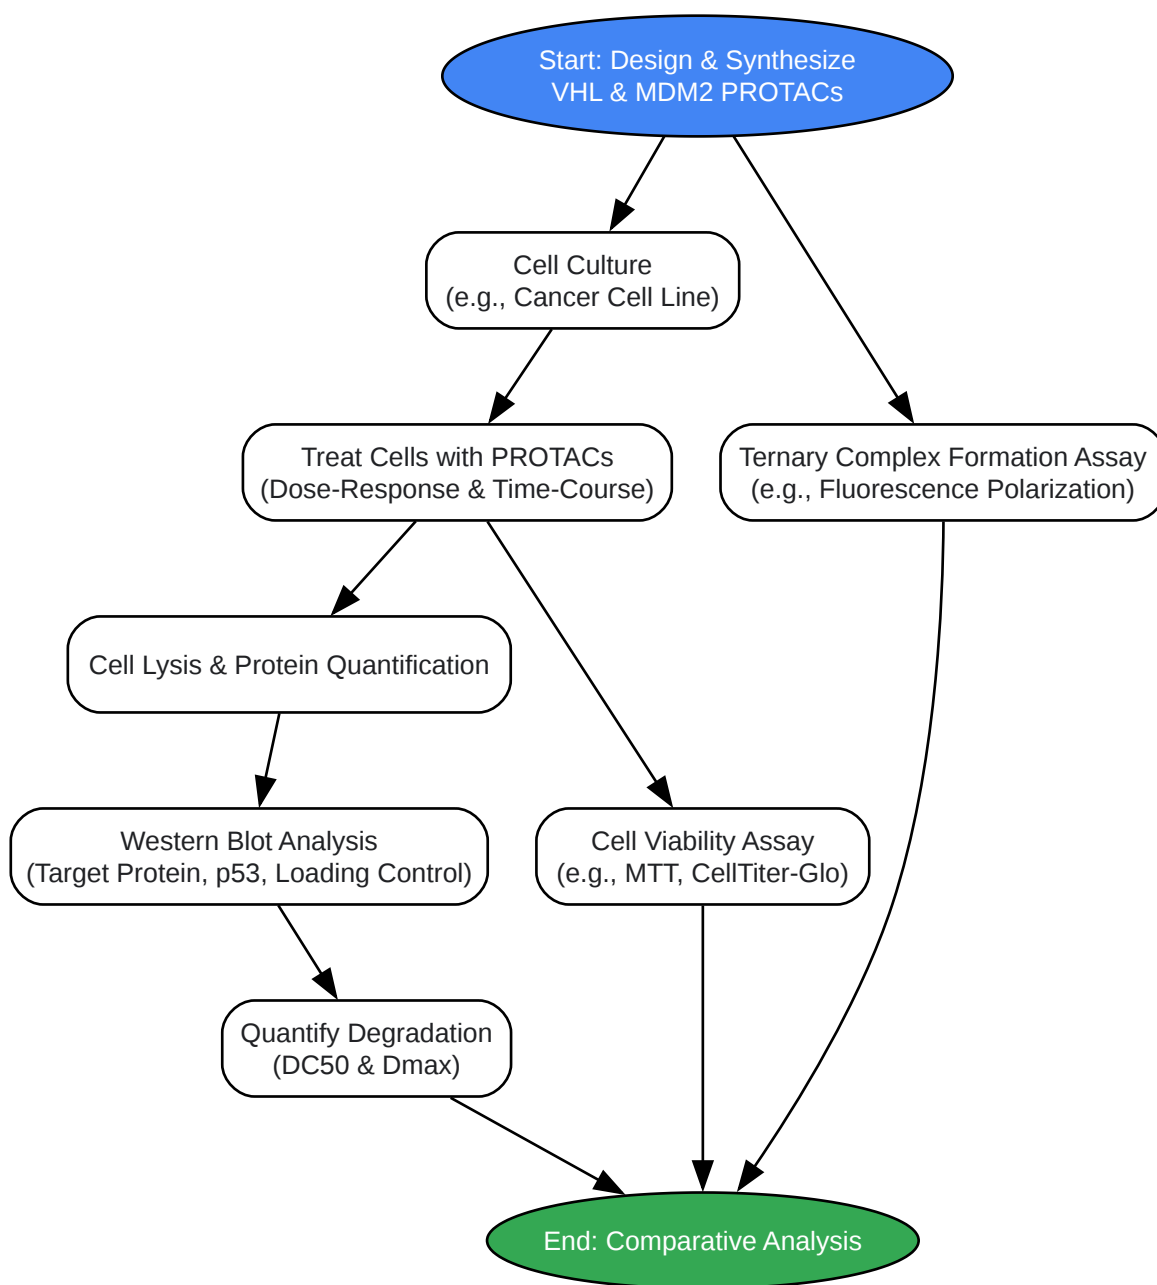 Start: Design & Synthesize
VHL & MDM2 PROTACs
Cell Culture
(e.g., Cancer Cell Line)
Treat Cells with PROTACs
(Dose-Response & Time-Course)
Ternary Complex Formation Assay
(e.g., Fluorescence Polarization)
Cell Lysis & Protein Quantification
Western Blot Analysis
(Target Protein, p53, Loading Control)
Cell Viability Assay
(e.g., MTT, CellTiter-Glo)
Quantify Degradation
(DC50 & Dmax)
End: Comparative Analysis